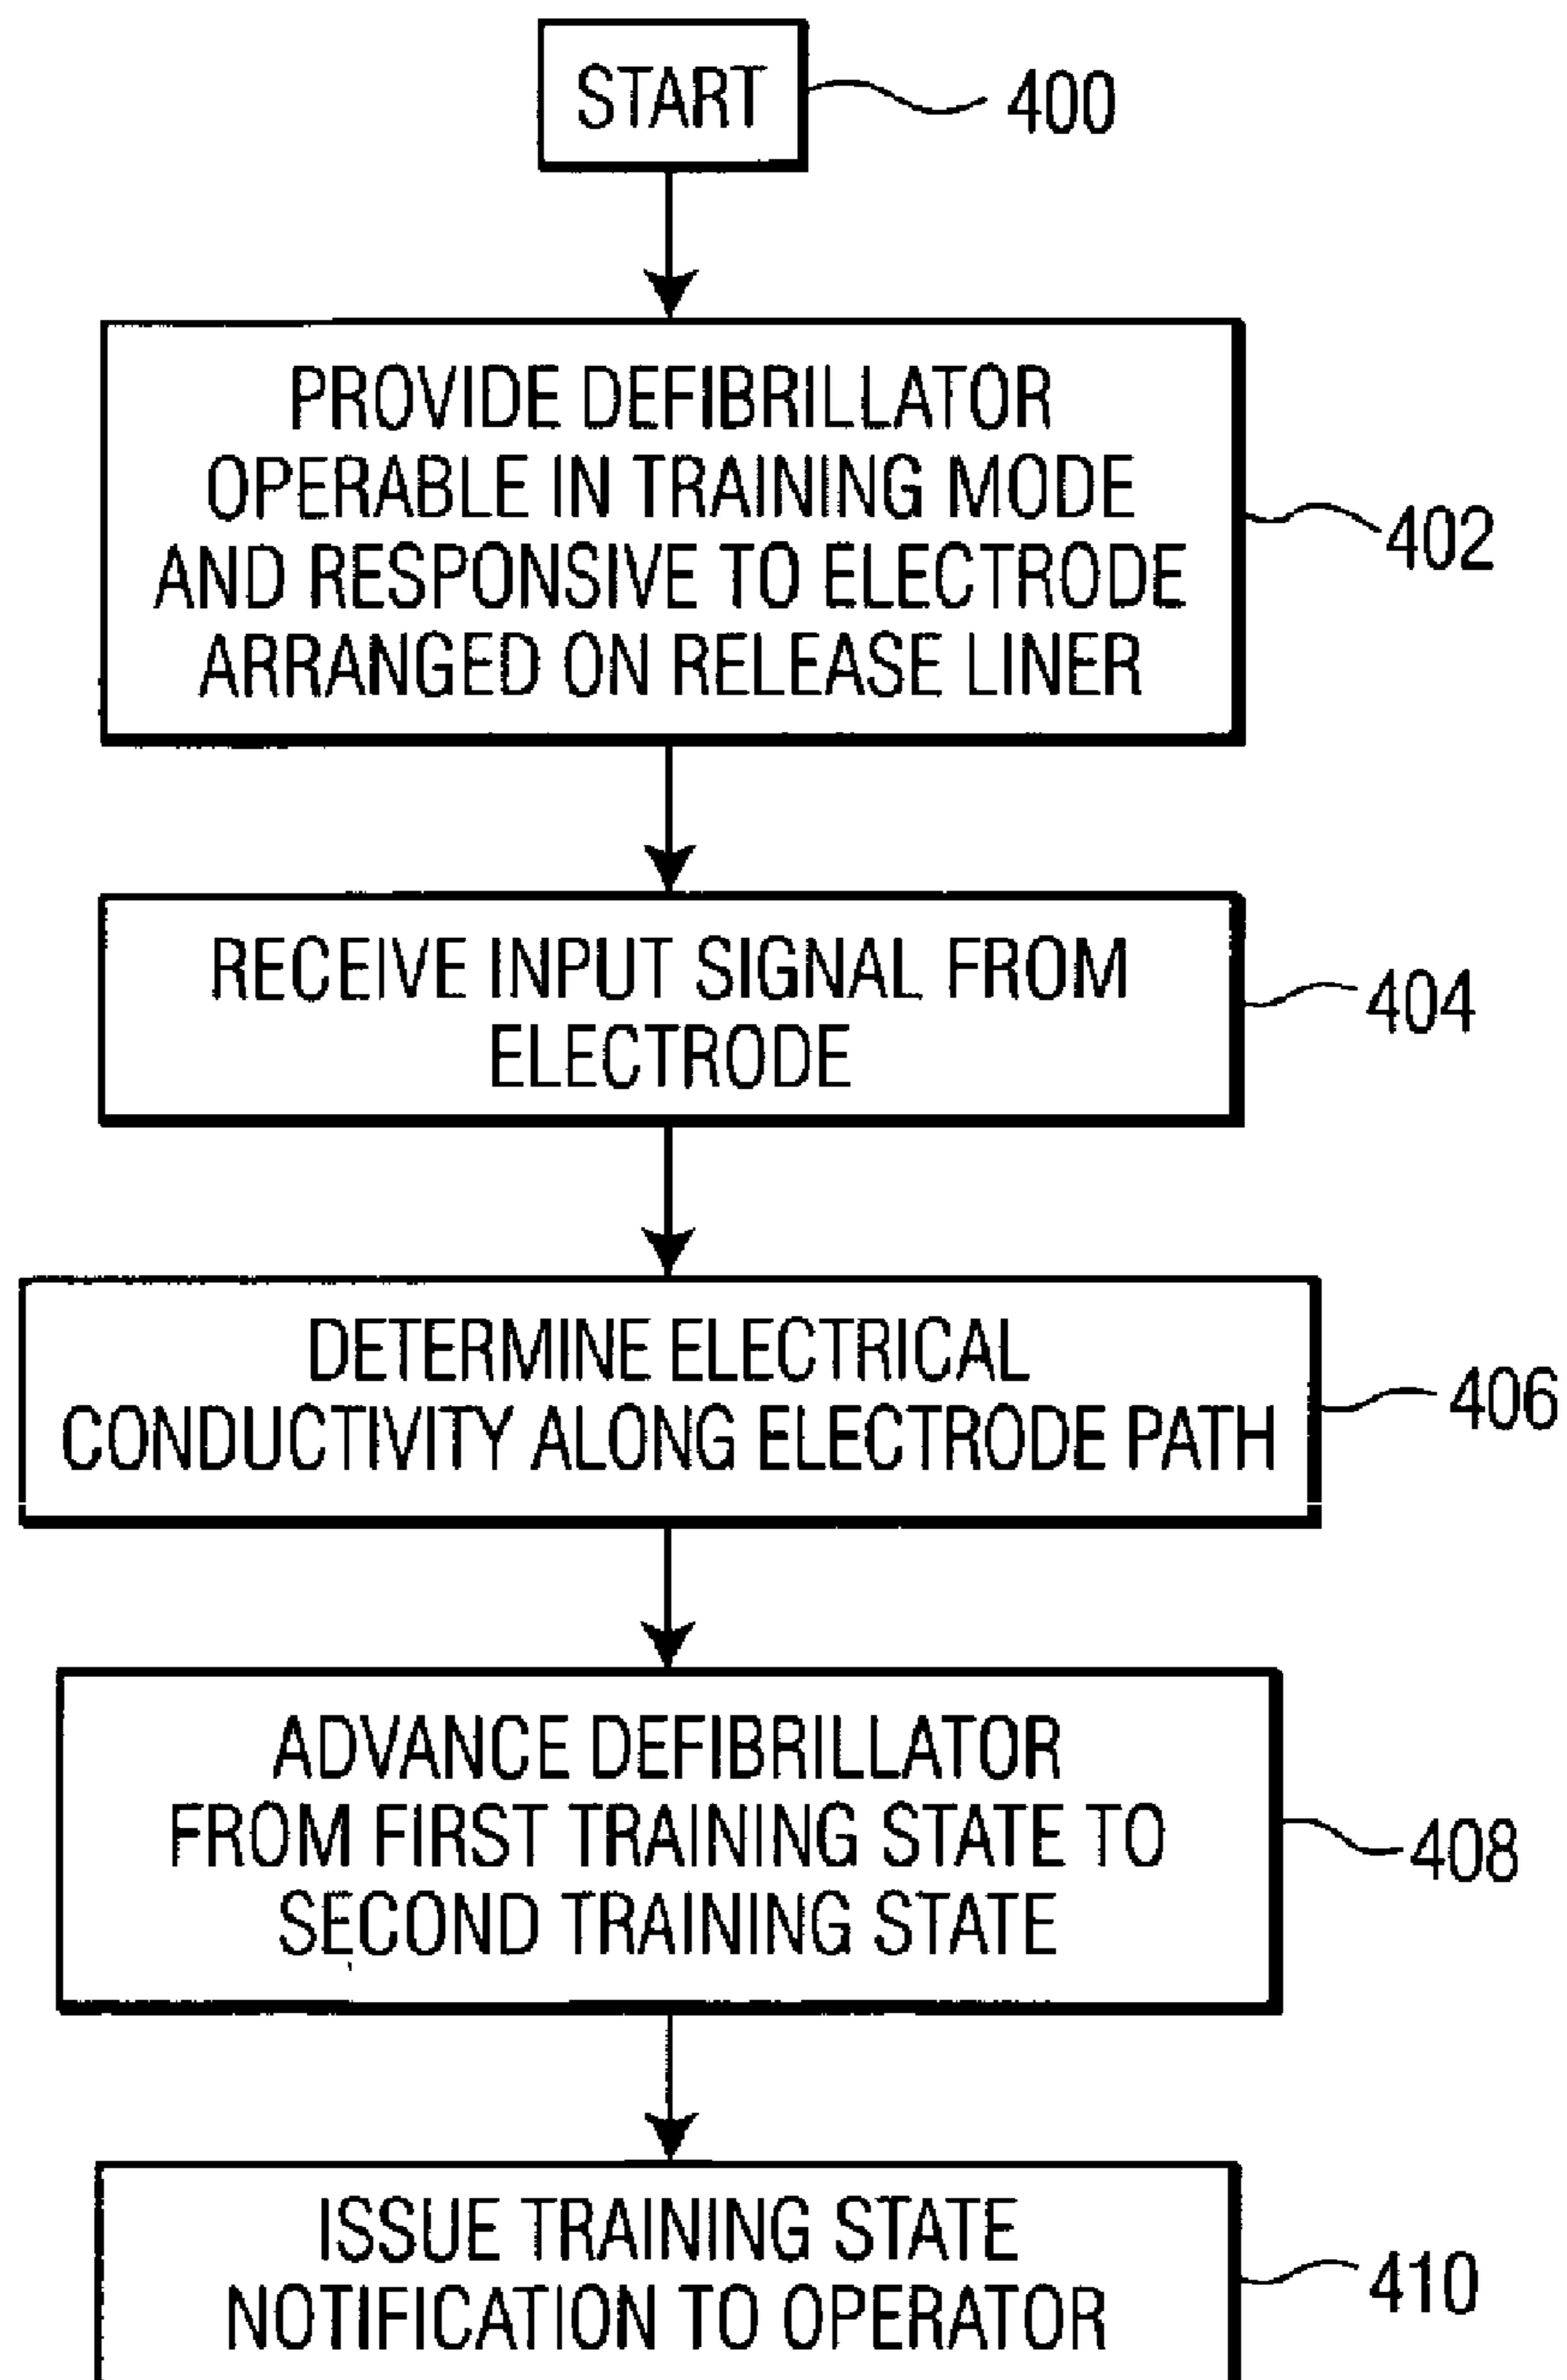 START
400
PROVIDE DEFIBRILLATOR
OPERABLE IN TRAINING MODE
AND RESPONSIVE TO ELECTRODE
ARRANGED ON RELEASE LINER
402
RECEIVE INPUT SIGNAL FROM
ELECTRODE
404
DETERMINE ELECTRICAL
CONDUCTIVITY ALONG ELECTRODE PATH
406
ADVANCE DEFIBRILLATOR
FROM FIRST TRAINING STATE TO
SECOND TRAINING STATE
408
ISSUE TRAINING STATE
NOTIFICATION TO OPERATOR
410